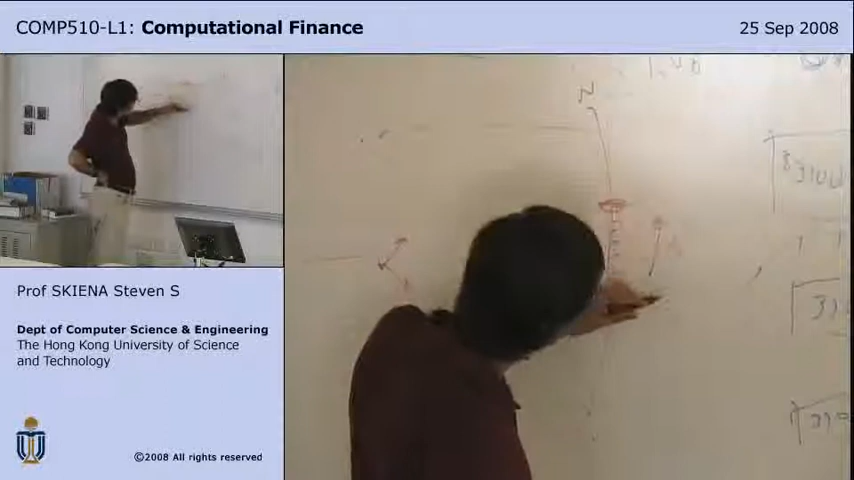 COMP510-L1: Computational Finance
25 Sep 2008
N
Prof SKIENA Steven S
Dept of Computer Science & Engineering
The Hong Kong University of Science
and Technology
©2008 All rights reserved